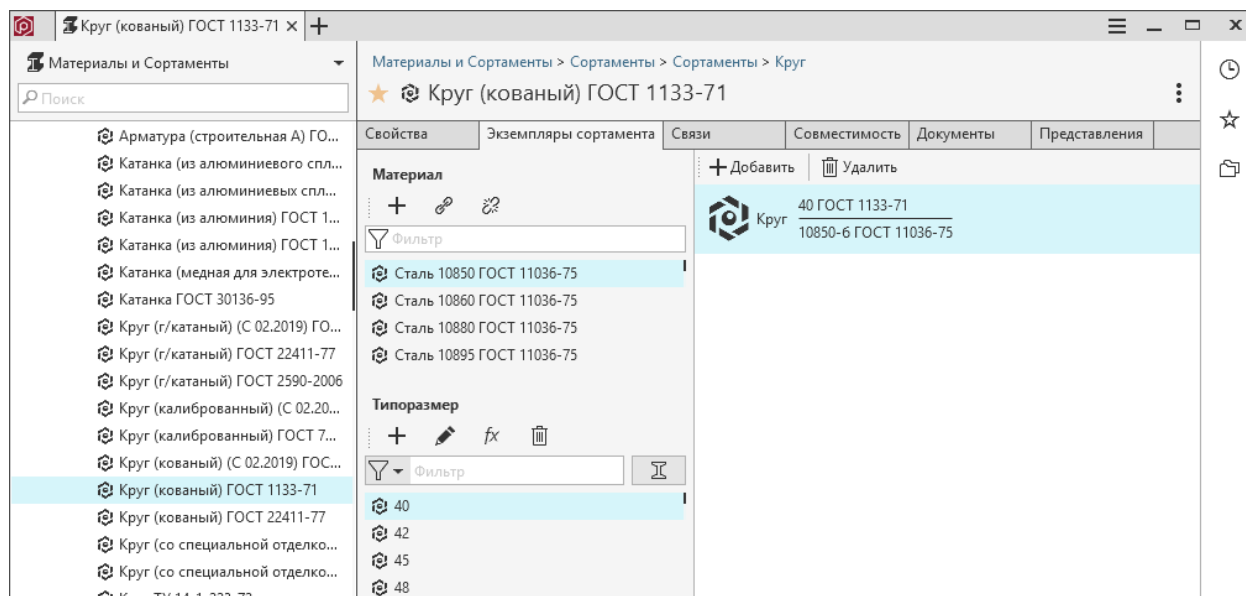 Круг (кованый) ГОСТ 1133-71
Материалы и Сортаменты
Поиск
Арматура (строительная А) ГО...
Катанка (из алюминиевого спл...
Катанка (из алюминиевых спл...
Катанка (из алюминия) ГОСТ 1...
Катанка (из алюминия) ГОСТ 1...
Катанка (медная для электроте...
Катанка ГОСТ 30136-95
Круг (г/катаный) (С 02.2019) ГО...
Круг (г/катаный) ГОСТ 22411-77
Круг (г/катаный) ГОСТ 2590-2006
Круг (калиброванный) (С 02.20...
Круг (калиброванный) ГОСТ 7...
Круг (кованый) (С 02.2019) ГОС...
Круг (кованый) ГОСТ 1133-71
Круг (кованый) ГОСТ 22411-77
Круг (со специальной отделко...
Круг (со специальной отделко...
Материалы и Сортаменты > Сортаменты > Сортаменты > Круг
Круг (кованый) ГОСТ 1133-71
Свойства Экземпляры сортамента Связи Совместимость Документы Представления
Материал
Фильтр
Сталь 10850 ГОСТ 11036-75
Сталь 10860 ГОСТ 11036-75
Сталь 10880 ГОСТ 11036-75
Сталь 10895 ГОСТ 11036-75
Типоразмер
fx
Фильтр
40
42
45
48
Добавить Удалить
40 ГОСТ 1133-71
Круг
10850-6 ГОСТ 11036-75